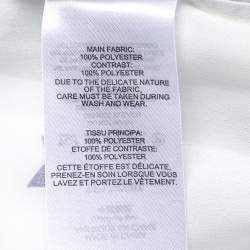 MAIN FABRIC:
100% POLYESTER
CONTRAST:
100% POLYESTER
DUE TO THE DELICATE NATURE
OF THE FABRIC,
CARE MUST BE TAKEN DURING
WASH AND WEAR.
TISSU PRINCIPA:
100% POLYESTER
ETOFFE DE CONTRASTE:
100% POLYESTER
CETTE ÉTOFFE EST DÉLICATE,
PRENEZ-EN SOIN LORSQUE VOUS
LAVEZ ET PORTEZ LE VÊTEMENT.